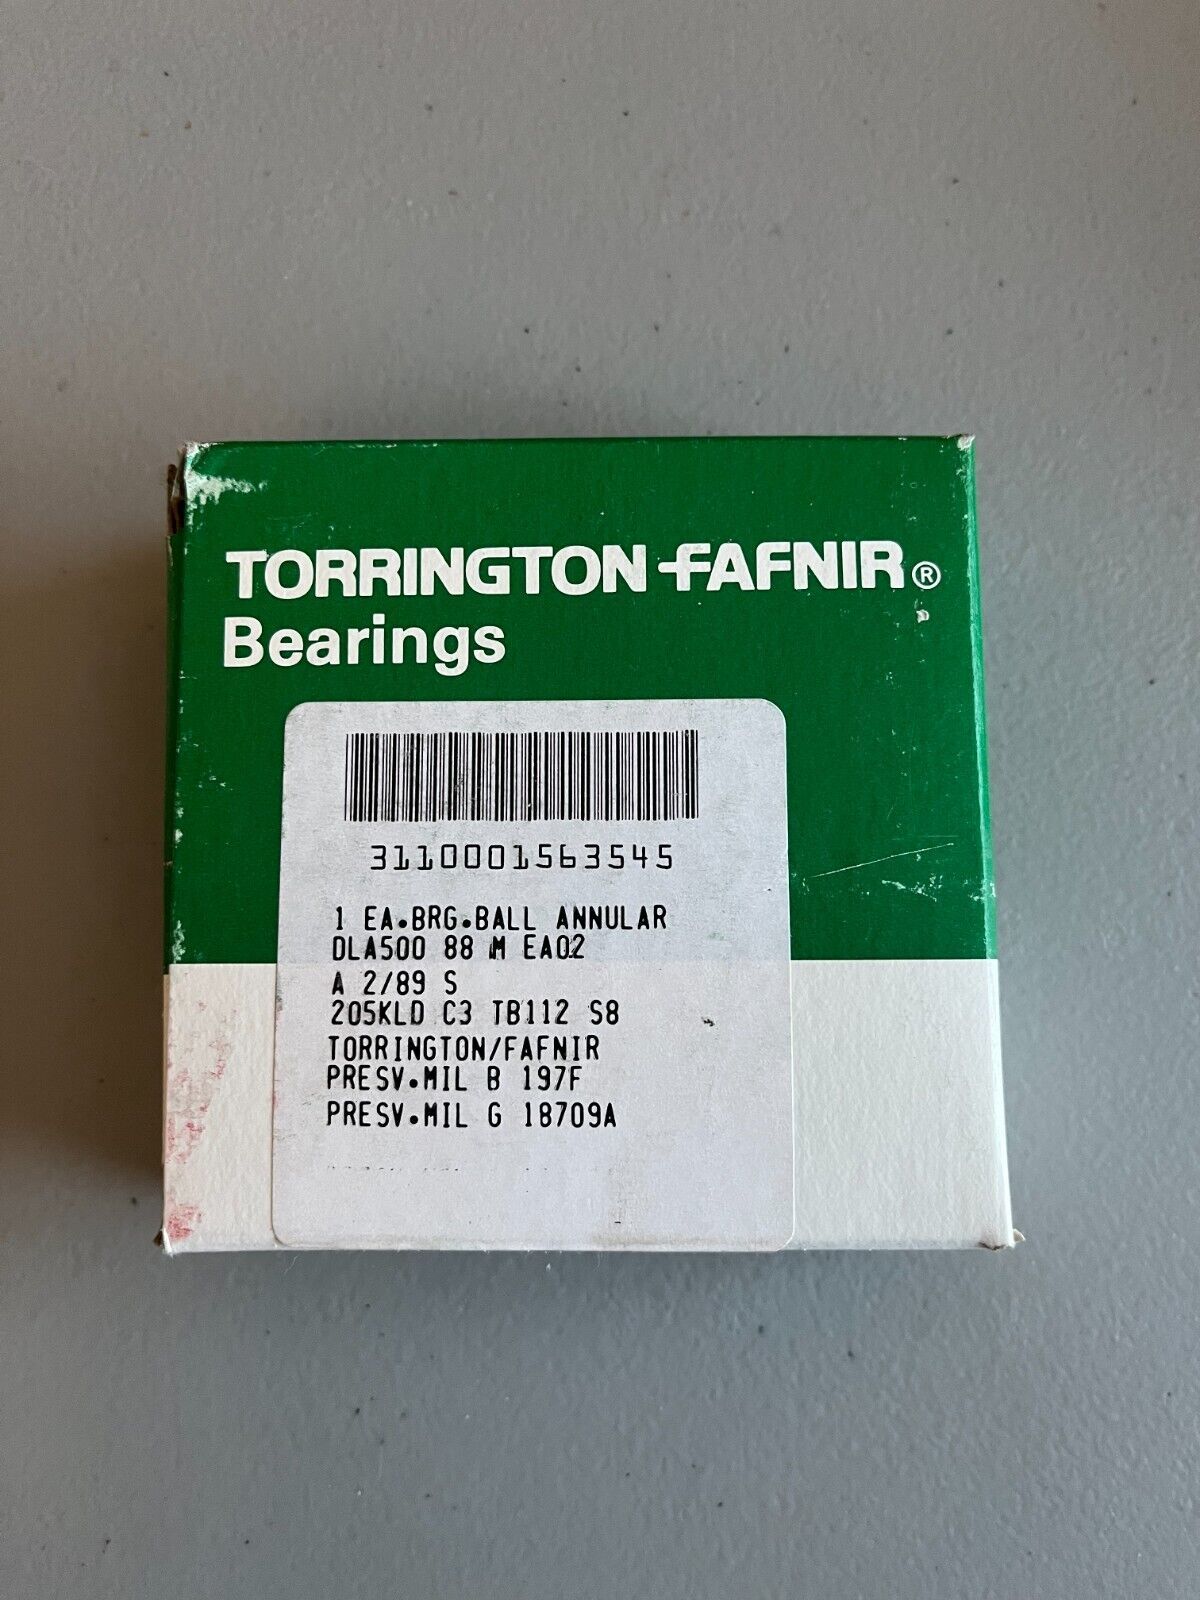 TORRINGTON FAFNIR®
Bearings
3110001563545
1 EA.BRG.BALL ANNULAR
DLA500 88 M EA02
A 2/89 S
205KLD C3 TB112 S8
TORRINGTON/FAFNIR
PRESV.MIL B 197F
PRESV.MIL G 18709A